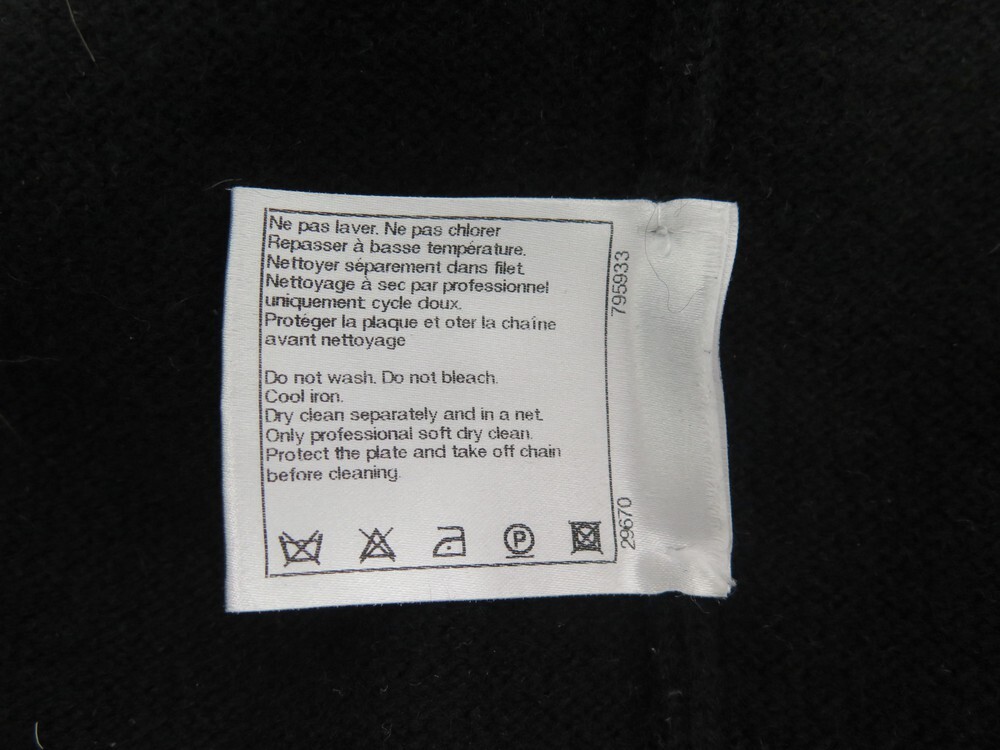 Ne pas laver. Ne pas chlorer
Repasser à basse température.
Nettoyer séparement dans filet.
Nettoyage à sec par professionnel
uniquement cycle doux.
Protéger la plaque et oter la chaîne
avant nettoyage
Do not wash. Do not bleach.
Cool iron.
Dry clean separately and in a net.
Only professional soft dry clean.
Protect the plate and take off chain
before cleaning.
P
795933
29670